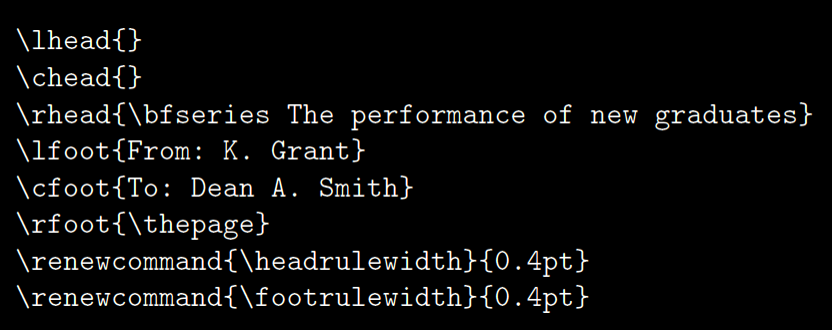 \lhead{}
\chead{}
\rhead{\bfseries The performance of new graduates}
\lfoot{From: K. Grant}
\cfoot{To: Dean A. Smith}
\rfoot{\thepage}
\renewcommand{\headrulewidth}{0.4pt}
\renewcommand{\footrulewidth}{0.4pt}